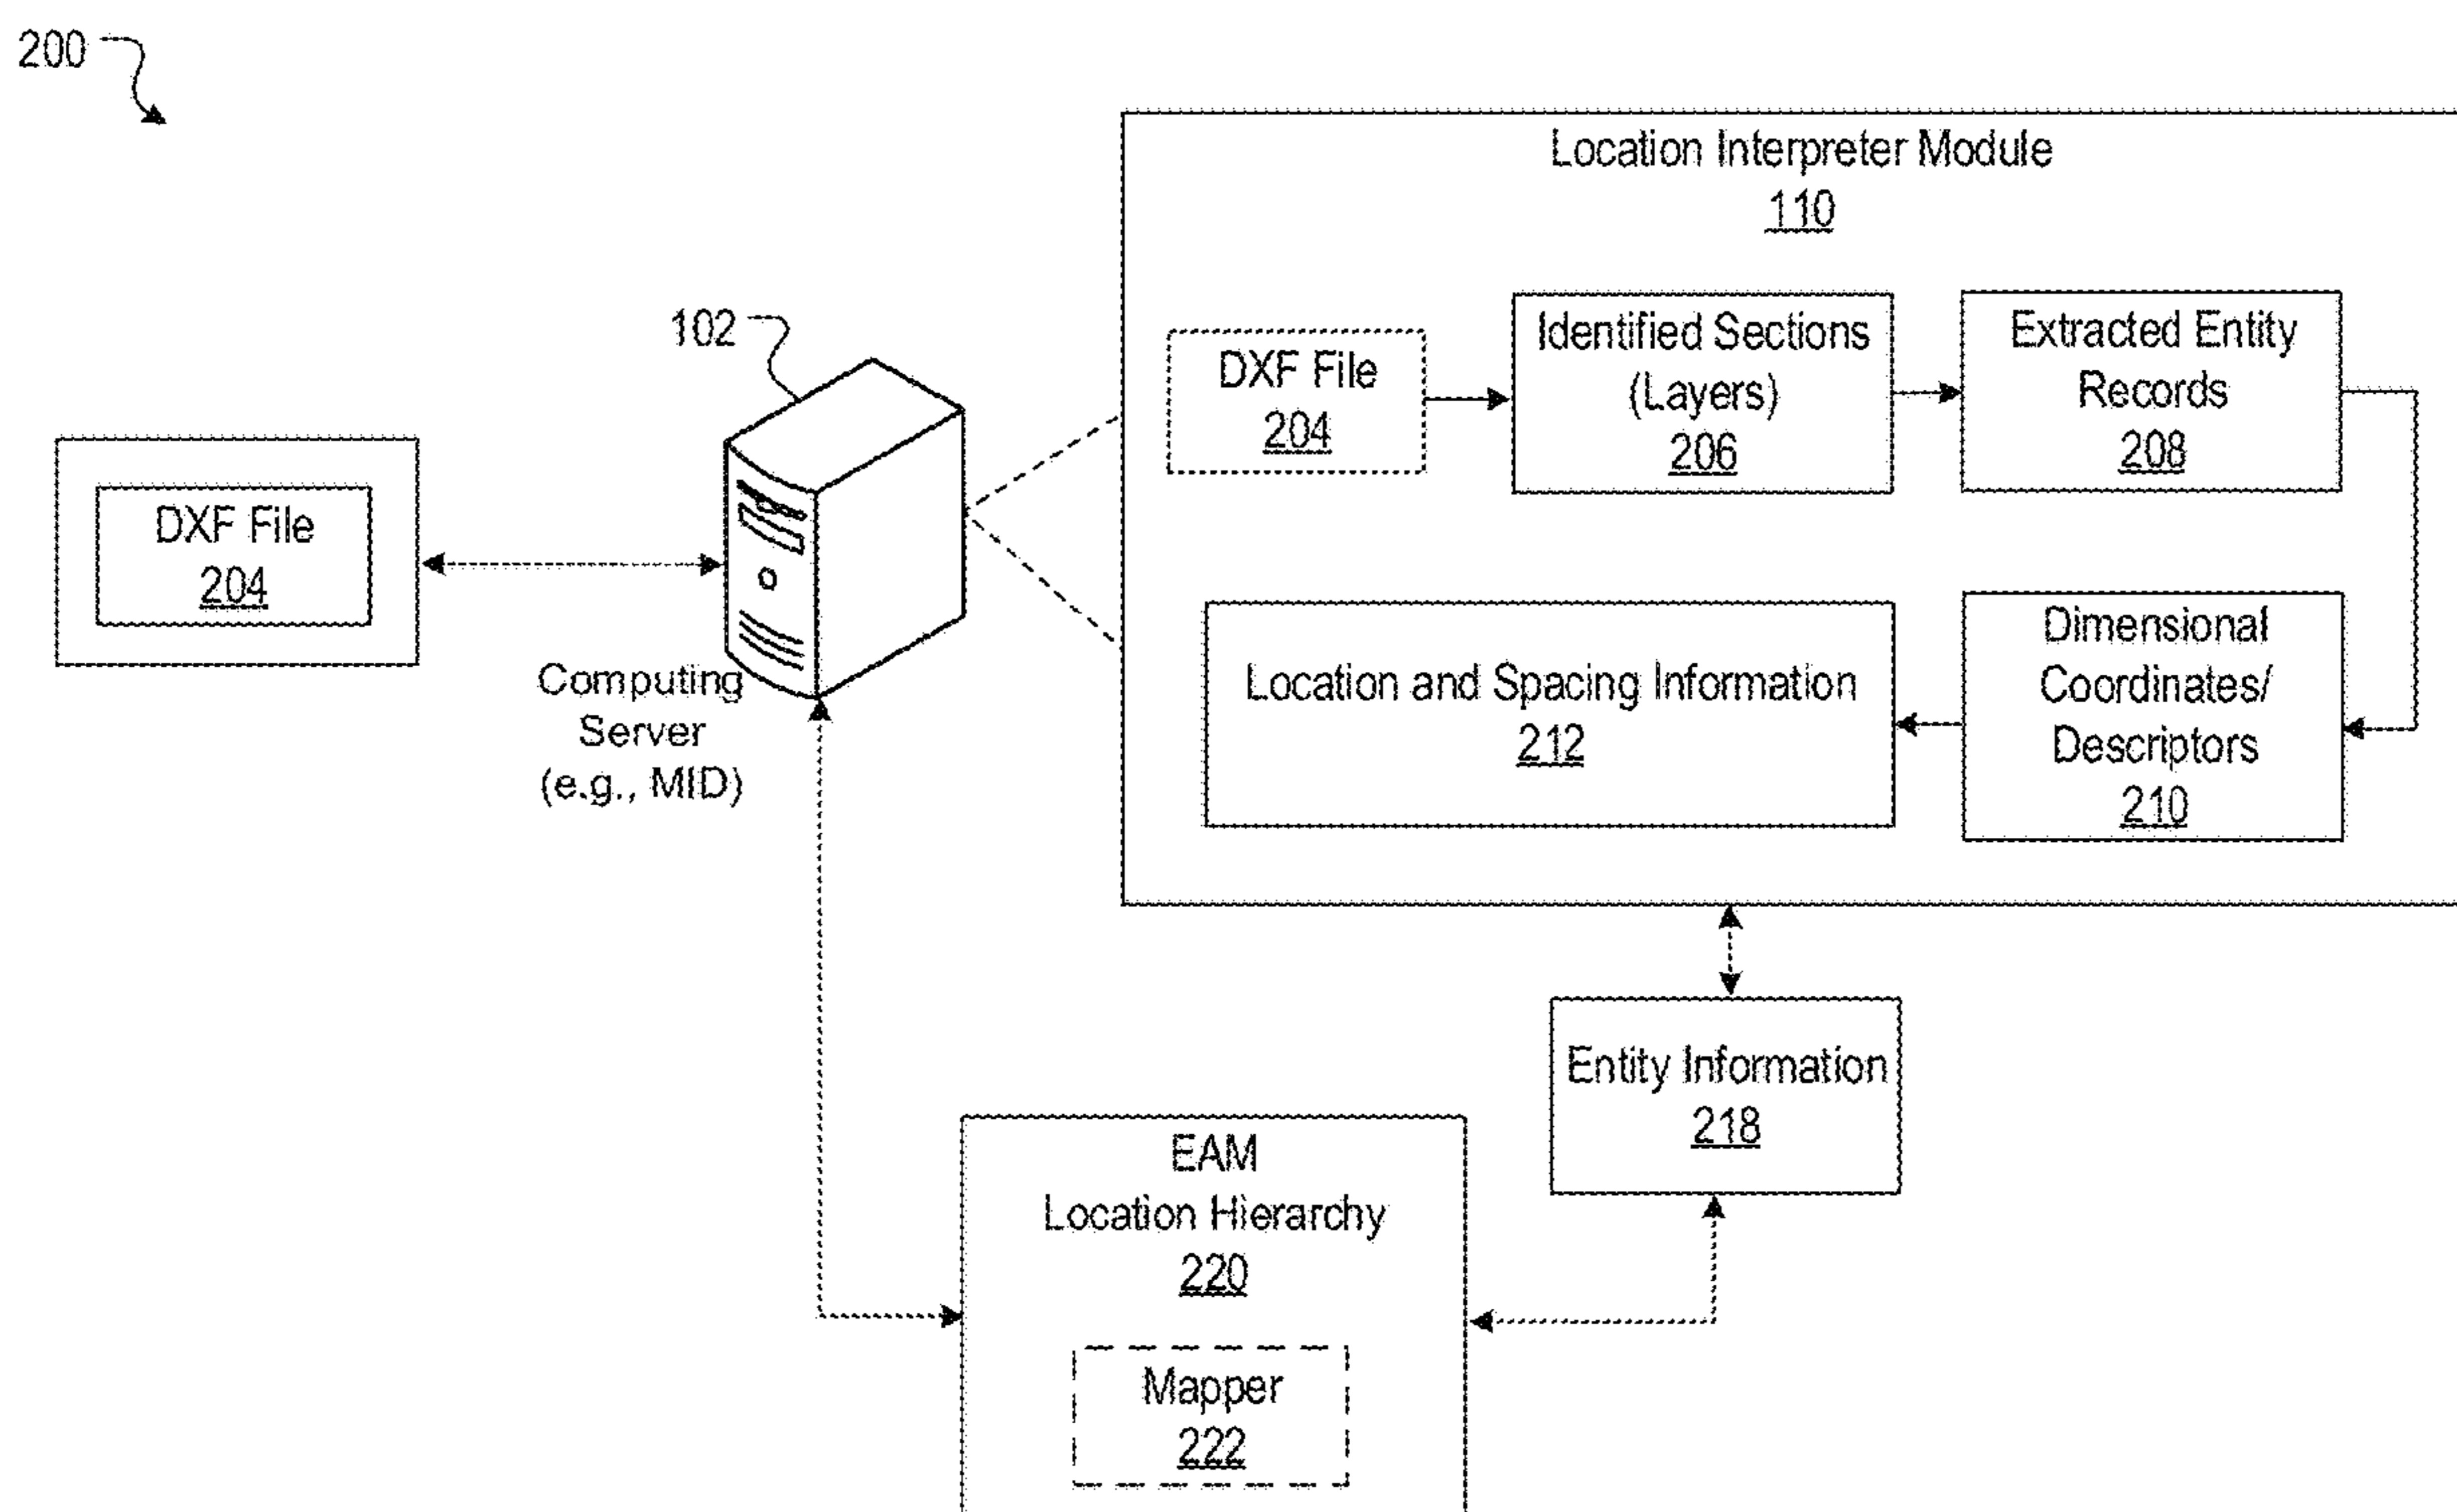 200
Location Interpreter Module
110
102
DXF File
204
Identified Sections
(Layers)
206
Extracted Entity
Records
208
DXF File
204
Computing
Server
(e.g., MID)
Location and Spacing Information
212
Dimensional
Coordinates/
Descriptors
210
Entity Information
218
EAM
Location Hierarchy
220
Mapper
222